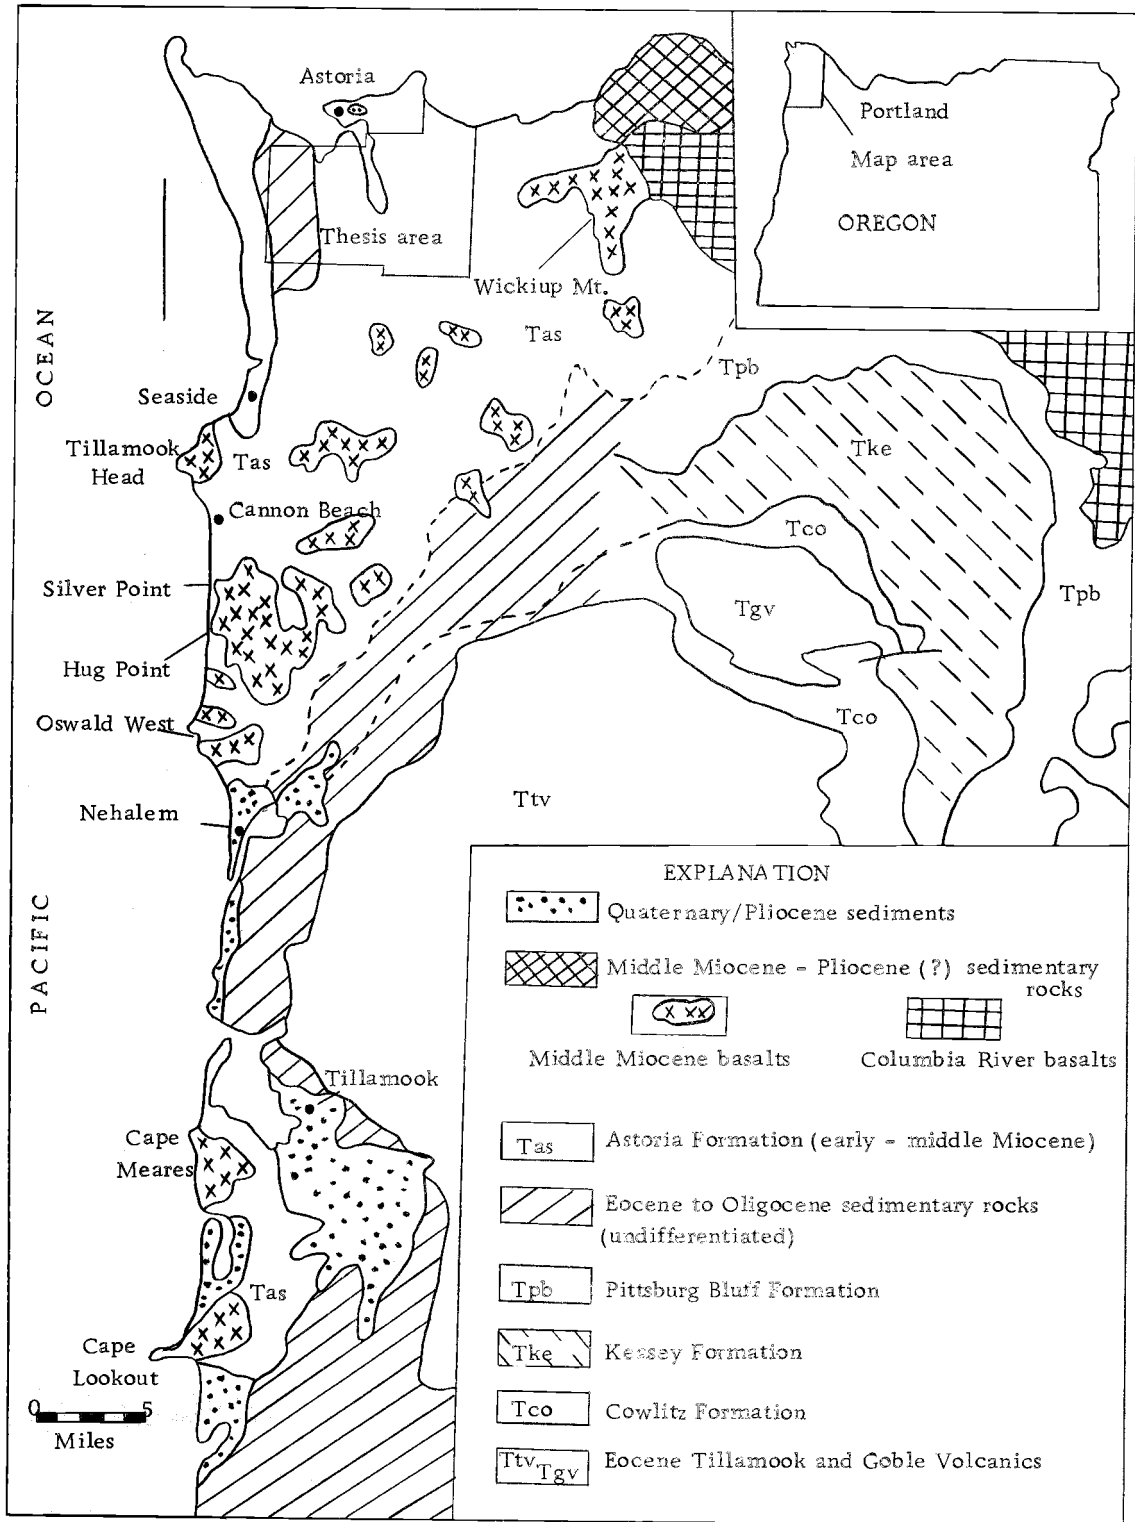 Astoria
Portland
Map area
OREGON
Thesis area
Wickiup Mt.
Tas
Tpb
OCEAN
Seaside
Tillamook
Head
Tas
Tke
Cannon Beach
Tco
Silver Point
Tgv
Tpb
Hug Point
Oswald West
Tco
Nehalem
Ttv
PACIFIC
EXPLANATION
Quaternary/Pliocene sediments
Middle Miocene - Pliocene (?) sedimentary
rocks
Middle Miocene basalts
Columbia River basalts
Tillamook
Cape
Meares
Tas Astoria Formation (early - middle Miocene)
Eocene to Oligocene sedimentary rocks
(undifferentiated)
Tas
Tpb Pittsburg Bluff Formation
Cape
Lookout
Tke Keasey Formation
0 5
Miles
Tco Cowlitz Formation
Ttv Tgv Eocene Tillamook and Goble Volcanics